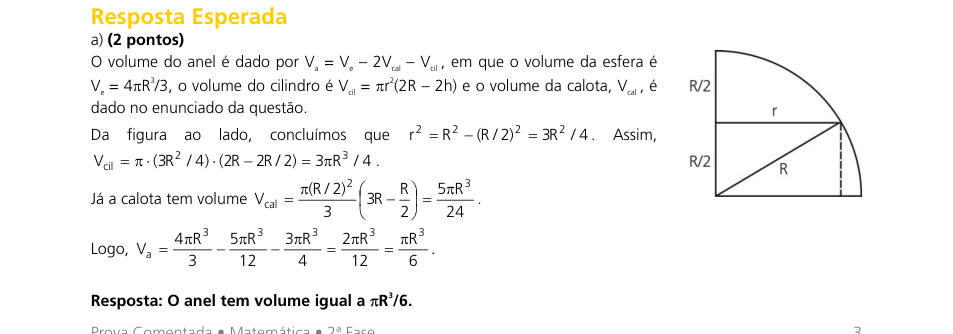 Resposta Esperada
a) (2 pontos)
O volume do anel é dado por Vₐ = Vₑ – 2V_cal – V_cil, em que o volume da esfera é
Vₑ = 4πR³/3, o volume do cilindro é V_cil = πr²(2R – 2h) e o volume da calota, V_cal, é
dado no enunciado da questão.
Da figura ao lado, concluímos que r² = R² – (R/2)² = 3R²/4. Assim,
V_cil = π·(3R²/4)·(2R – 2R/2) = 3πR³/4.
Já a calota tem volume V_cal = π(R/2)²/3 (3R – R/2) = 5πR³/24.
Logo, Vₐ = 4πR³/3 – 5πR³/12 – 3πR³/4 = 2πR³/12 = πR³/6.
Resposta: O anel tem volume igual a πR³/6.
R/2
r
R/2
R
Prova Comentada • Matemática • 2ª Fase
3